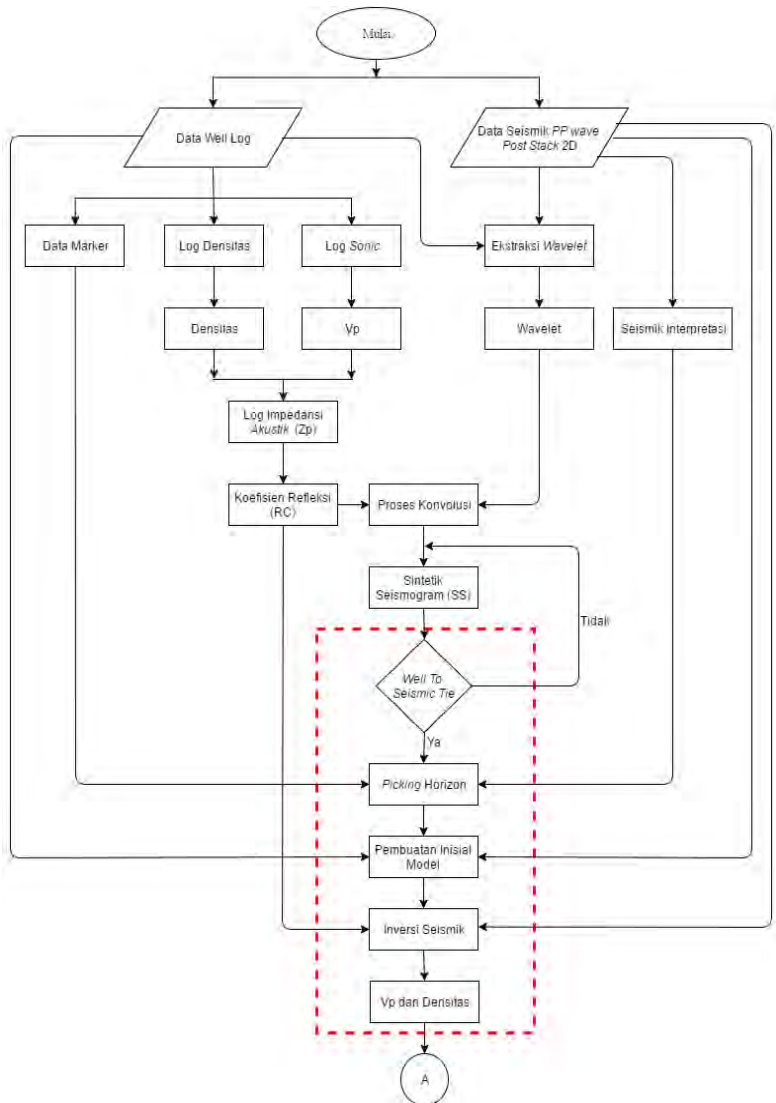 Mulai
Data Well Log
Data Seismik PP wave
Post Stack 2D
Data Marker
Log Densitas
Log Sonic
Ekstraksi Wavelet
Densitas
Vp
Wavelet
Seismik Interpretasi
Log Impedansi
Akustik (Zp)
Koefisien Refleksi
(RC)
Proses Konvolusi
Sintetik
Seismogram (SS)
Tidak
Well To
Seismic Tie
Ya
Picking Horizon
Pembuatan Inisial
Model
Inversi Seismik
Vp dan Densitas
A